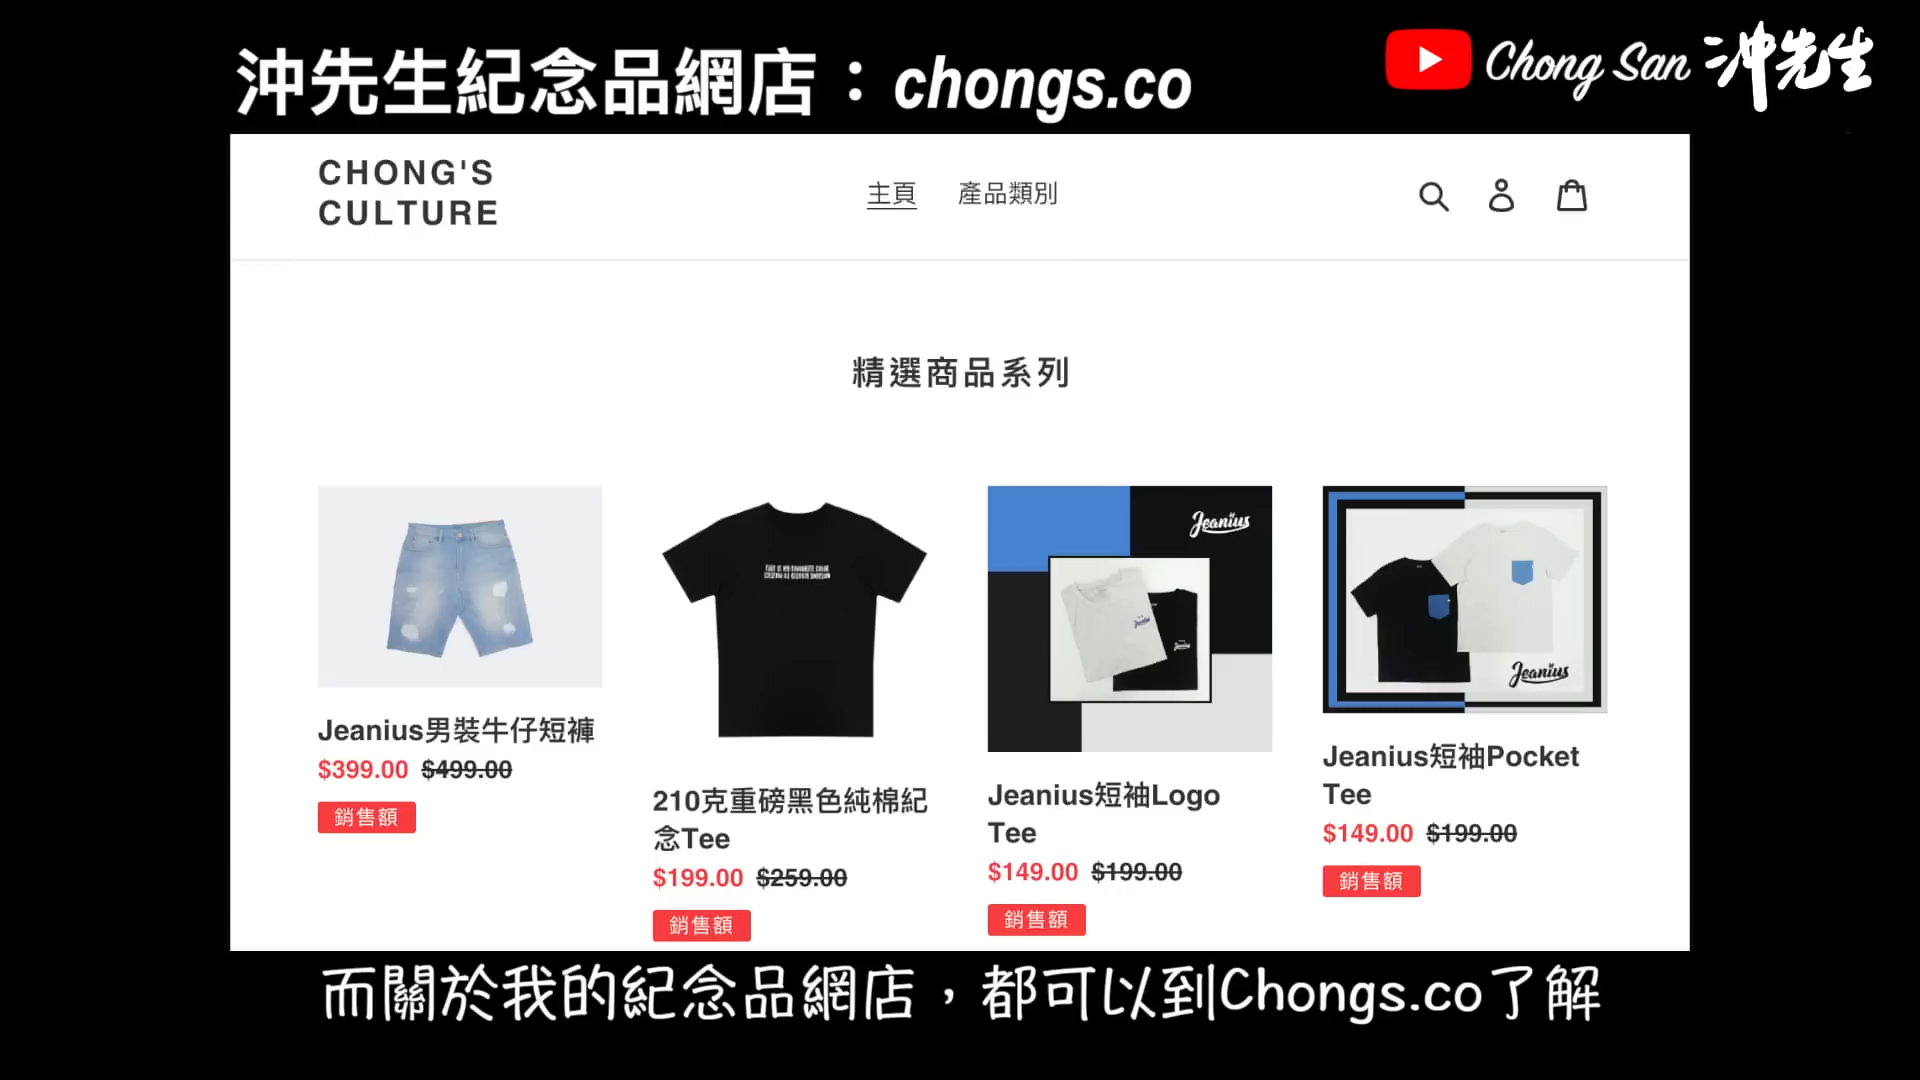 沖先生紀念品網店：chongs.co
Chong San 沖先生
CHONG'S
CULTURE
主頁
產品類別
精選商品系列
Jeanius
Jeanius
Jeanius男裝牛仔短褲
$399.00 $499.00
銷售額
210克重磅黑色純棉紀
念Tee
$199.00 $259.00
銷售額
Jeanius短袖Logo
Tee
$149.00 $199.00
銷售額
Jeanius短袖Pocket
Tee
$149.00 $199.00
銷售額
而關於我的紀念品網店，都可以到Chongs.co了解